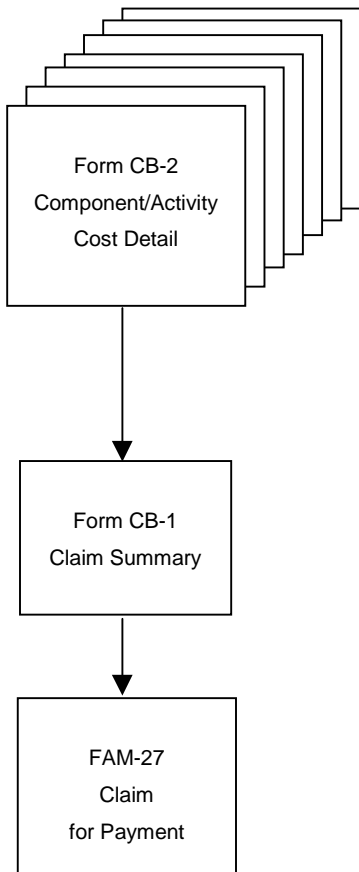 Form CB-2
Component/Activity
Cost Detail
Form CB-1
Claim Summary
FAM-27
Claim
for Payment